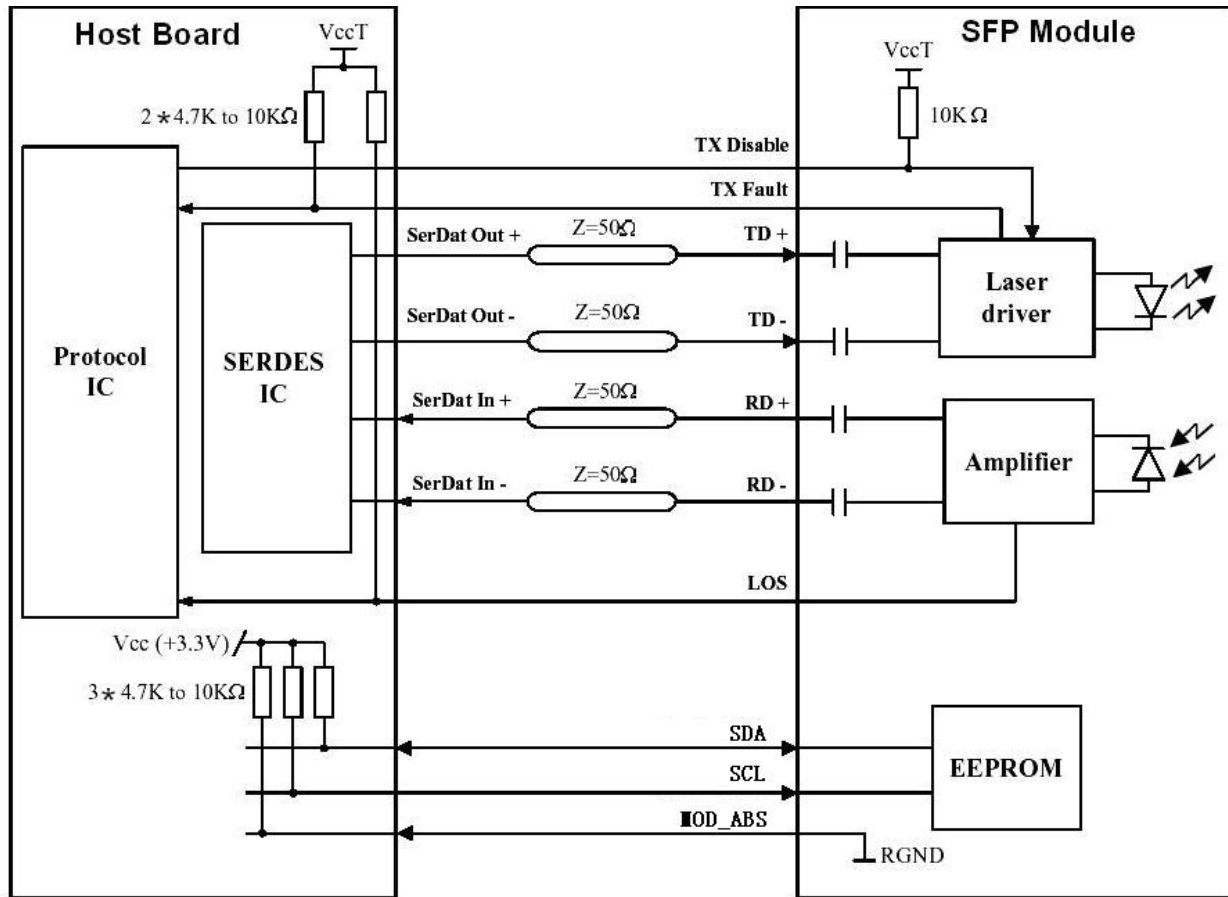 Host Board
SFP Module
VccT
VccT
2*4.7K to 10KΩ
10KΩ
TX Disable
TX Fault
SerDat Out +
Z=50Ω
TD +
Laser
driver
SerDat Out -
Z=50Ω
TD -
Protocol
IC
SERDES
IC
SerDat In +
Z=50Ω
RD +
Amplifier
SerDat In -
Z=50Ω
RD -
LOS
Vcc (+3.3V)
3*4.7K to 10KΩ
SDA
SCL
EEPROM
MOD_ABS
RGND